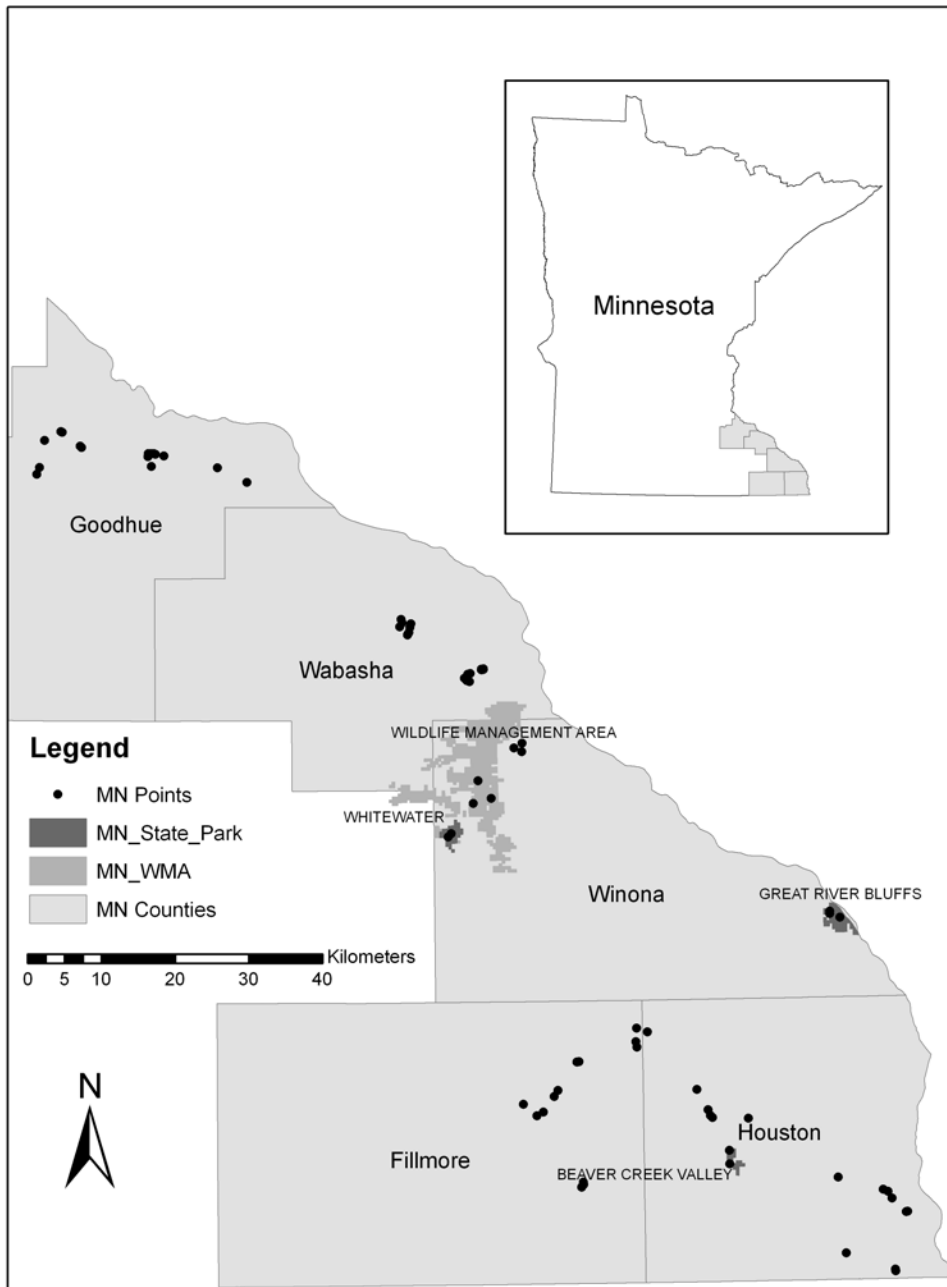 Minnesota
Goodhue
Wabasha
WILDLIFE MANAGEMENT AREA
Legend
MN Points
MN_State_Park
MN_WMA
MN Counties
WHITEWATER
Winona
GREAT RIVER BLUFFS
Kilometers
0 5 10 20 30 40
N
Houston
Fillmore
BEAVER CREEK VALLEY